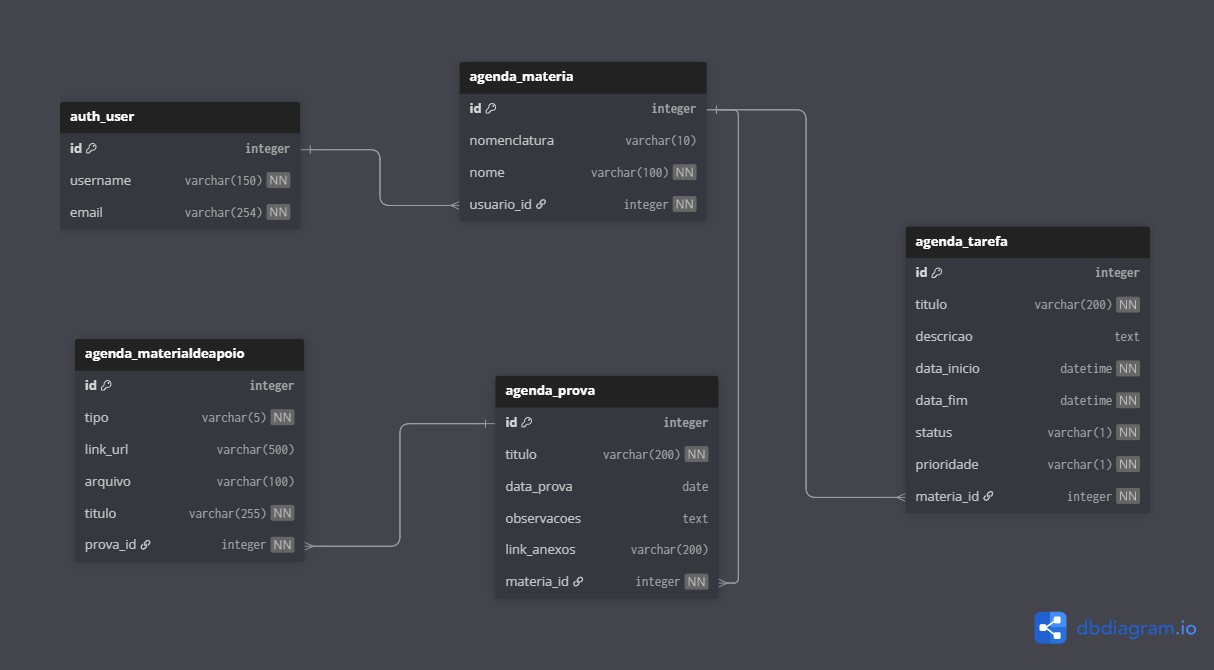 auth_user
id integer
username varchar(150) NN
email varchar(254) NN
agenda_materia
id integer
nomenclatura varchar(10)
nome varchar(100) NN
usuario_id integer NN
agenda_tarefa
id integer
titulo varchar(200) NN
descricao text
data_inicio datetime NN
data_fim datetime NN
status varchar(1) NN
prioridade varchar(1) NN
materia_id integer NN
agenda_materialdeapoio
id integer
tipo varchar(5) NN
link_url varchar(500)
arquivo varchar(100)
titulo varchar(255) NN
prova_id integer NN
agenda_prova
id integer
titulo varchar(200) NN
data_prova date
observacoes text
link_anexos varchar(200)
materia_id integer NN
dbdiagram.io